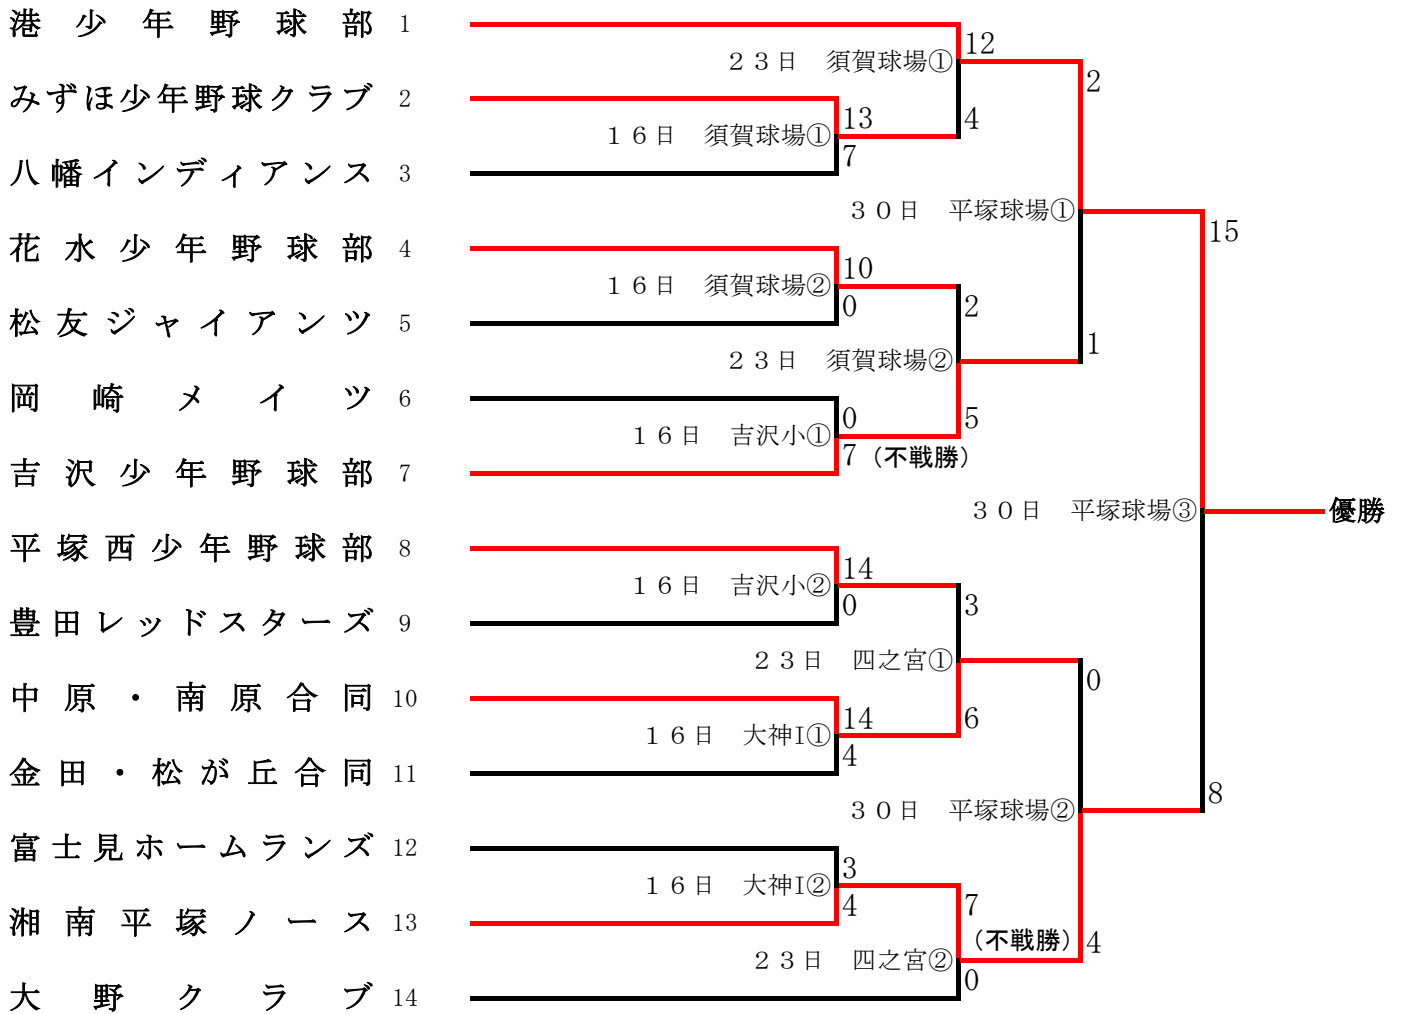 港少年野球部 1
12
２３日 須賀球場①
2
みずほ少年野球クラブ 2
13
4
１６日 須賀球場①
7
八幡インディアンス 3
３０日 平塚球場①
15
花水少年野球部 4
10
１６日 須賀球場②
0
2
松友ジャイアンツ 5
1
２３日 須賀球場②
岡崎メイツ 6
0
5
１６日 吉沢小①
7 （不戦勝）
吉沢少年野球部 7
３０日 平塚球場③
優勝
平塚西少年野球部 8
14
１６日 吉沢小②
0
3
豊田レッドスターズ 9
２３日 四之宮①
0
中原・南原合同 10
14
6
１６日 大神I①
4
金田・松が丘合同 11
8
３０日 平塚球場②
富士見ホームランズ 12
3
１６日 大神I②
4
7
湘南平塚ノース 13
（不戦勝）
4
２３日 四之宮②
0
大野クラブ 14